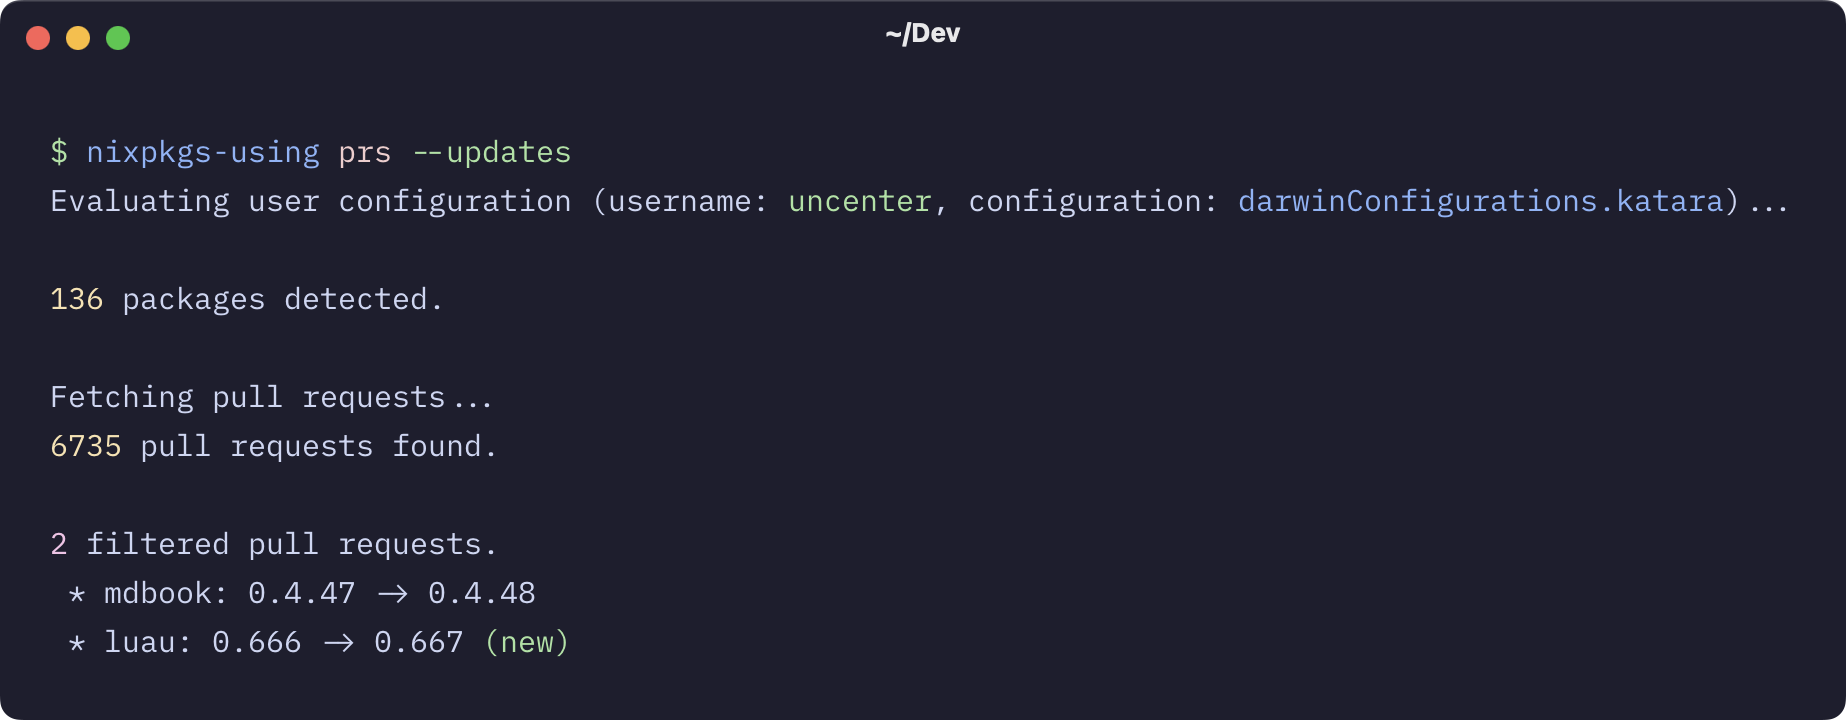 ~/Dev
$ nixpkgs-using prs --updates
Evaluating user configuration (username: uncenter, configuration: darwinConfigurations.katara)...
136 packages detected.
Fetching pull requests...
6735 pull requests found.
2 filtered pull requests.
* mdbook: 0.4.47 → 0.4.48
* luau: 0.666 → 0.667 (new)